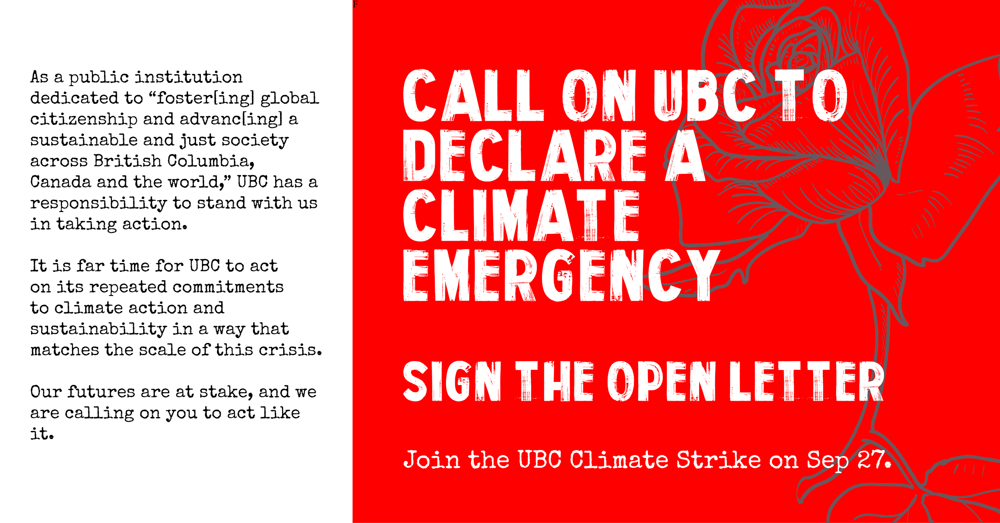 As a public institution
dedicated to “foster[ing] global
citizenship and advanc[ing] a
sustainable and just society
across British Columbia,
Canada and the world,” UBC has a
responsibility to stand with us
in taking action.
It is far time for UBC to act
on its repeated commitments
to climate action and
sustainability in a way that
matches the scale of this crisis.
Our futures are at stake, and we
are calling on you to act like
it.
F
CALL ON UBC TO
DECLARE A
CLIMATE
EMERGENCY
SIGN THE OPEN LETTER
Join the UBC Climate Strike on Sep 27.